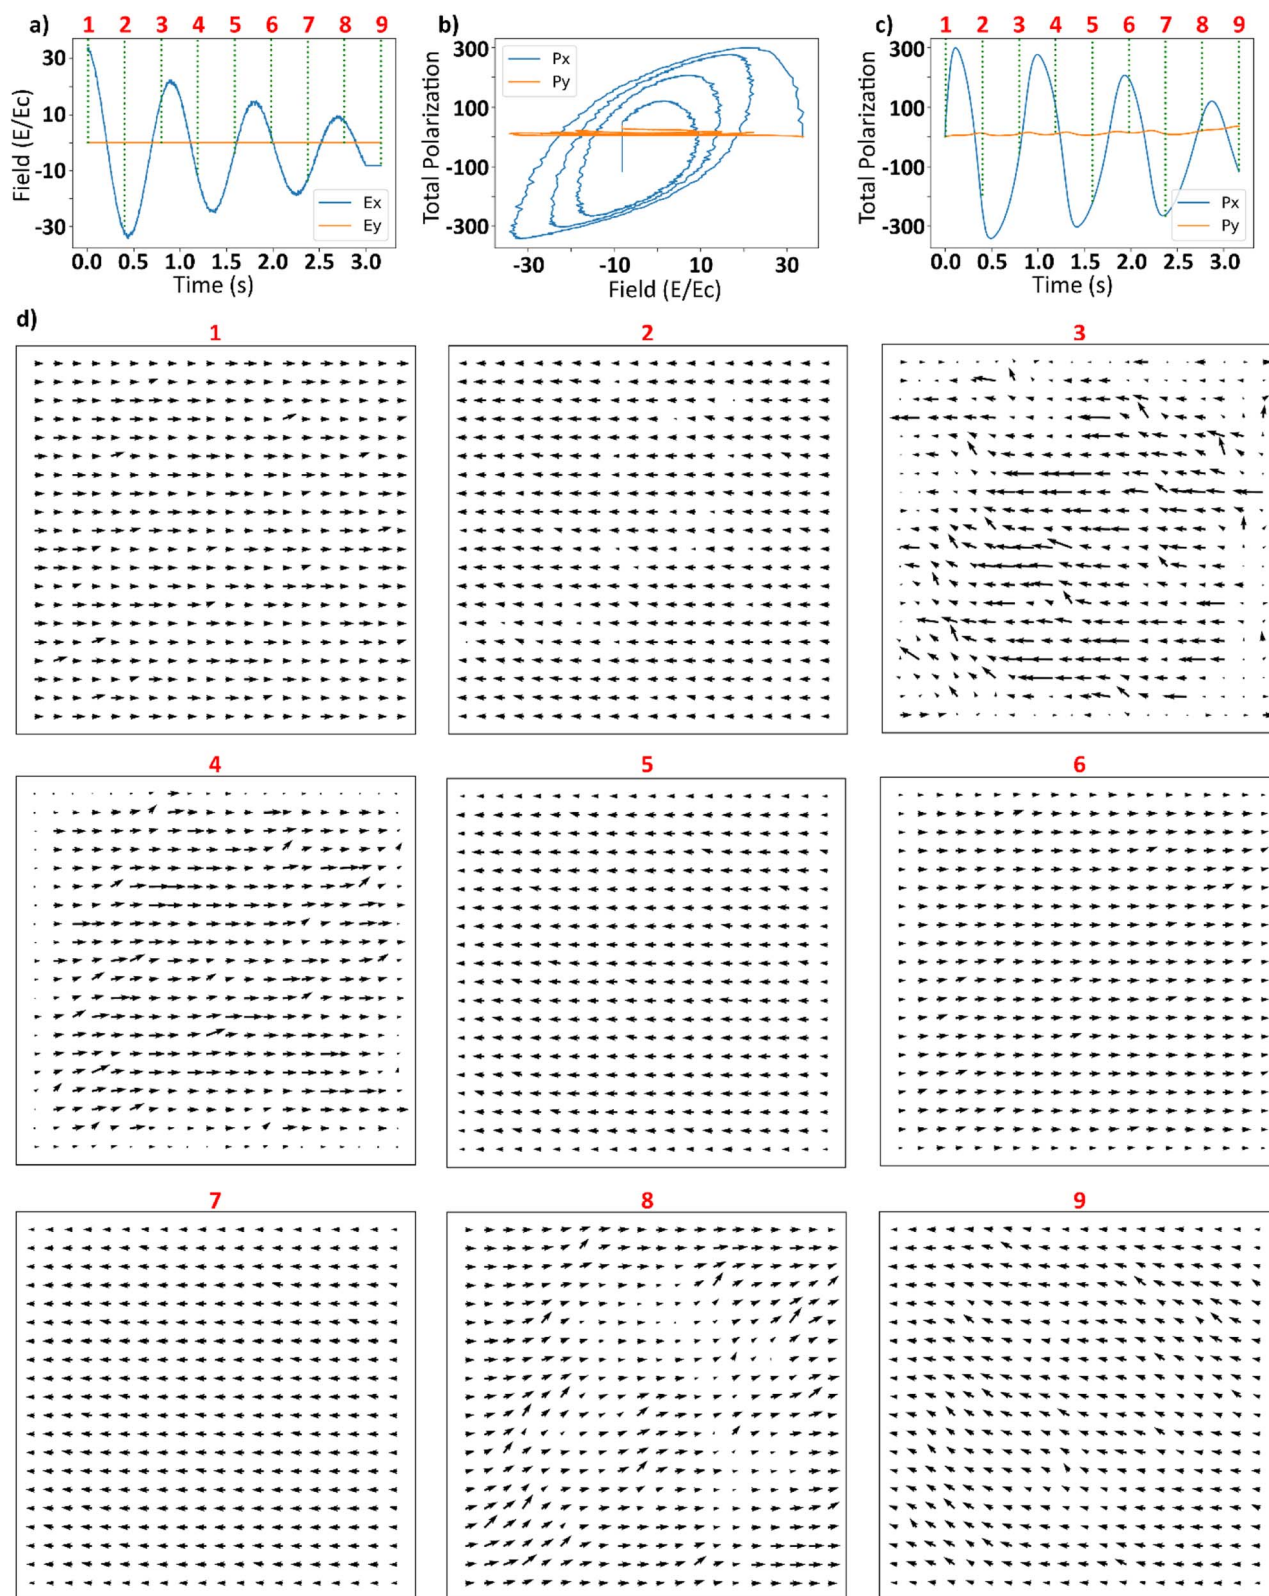 a) 1 2 3 4 5 6 7 8 9
30
10
-10
-30
Field (E/Ec)
Ex
Ey
0.0 0.5 1.0 1.5 2.0 2.5 3.0
Time (s)
b)
300
100
-100
-300
Total Polarization
Px
Py
-30 -10 10 30
Field (E/Ec)
c) 1 2 3 4 5 6 7 8 9
300
100
-100
-300
Total Polarization
Px
Py
0.0 0.5 1.0 1.5 2.0 2.5 3.0
Time (s)
d)
1 2 3
4 5 6
7 8 9